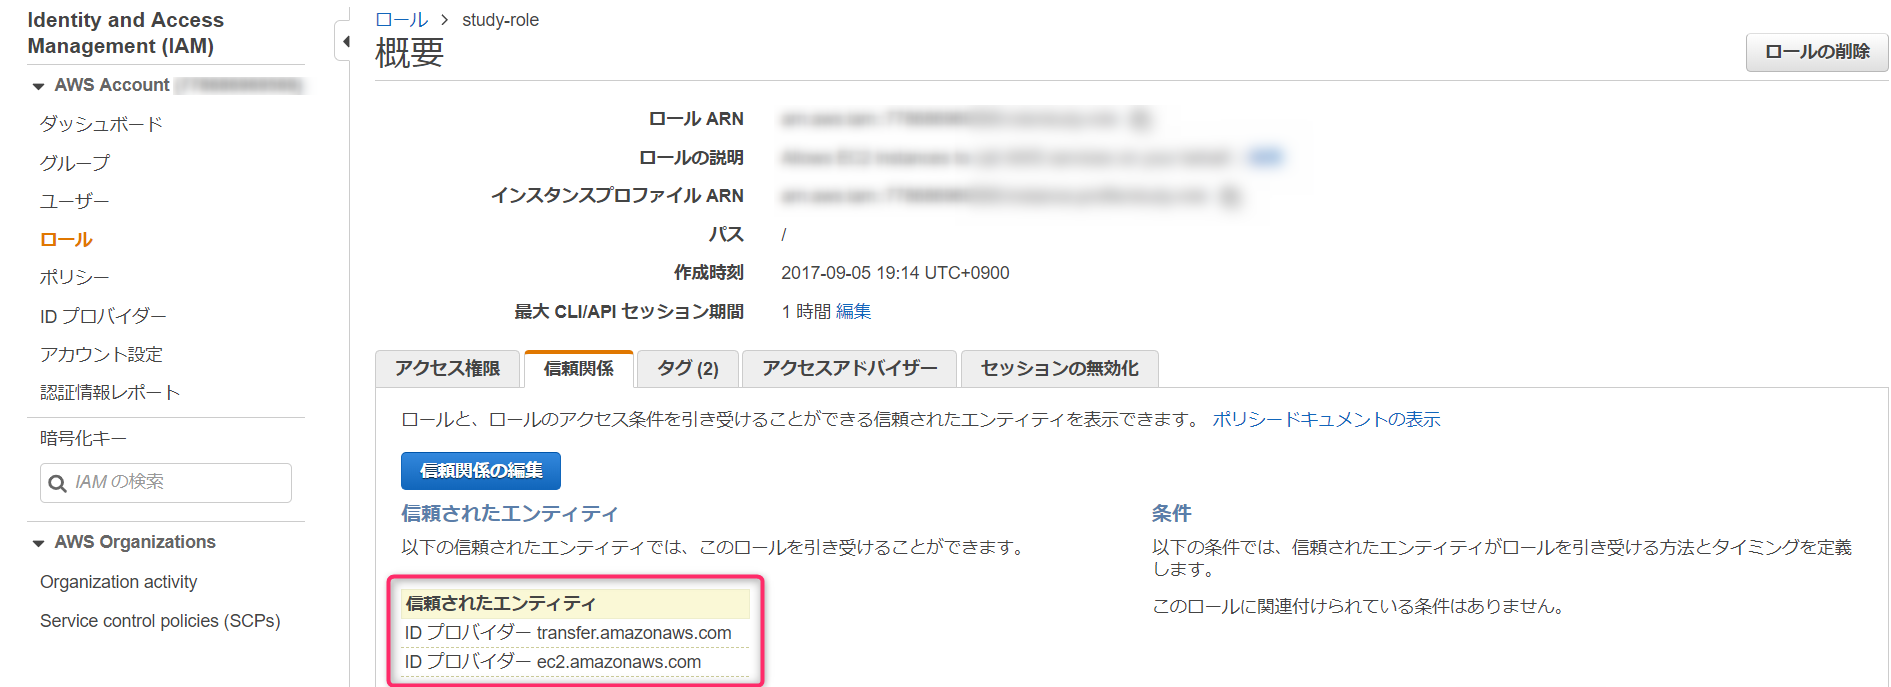 Identity and Access
Management (IAM)
AWS Account
ダッシュボード
グループ
ユーザー
ロール
ポリシー
ID プロバイダー
アカウント設定
認証情報レポート
暗号化キー
IAM の検索
AWS Organizations
Organization activity
Service control policies (SCPs)
ロール > study-role
概要
ロールの削除
ロール ARN
ロールの説明
インスタンスプロファイル ARN
パス /
作成時刻 2017-09-05 19:14 UTC+0900
最大 CLI/API セッション期間 1 時間 編集
アクセス権限 信頼関係 タグ (2) アクセスアドバイザー セッションの無効化
ロールと、ロールのアクセス条件を引き受けることができる信頼されたエンティティを表示できます。 ポリシードキュメントの表示
信頼関係の編集
信頼されたエンティティ
以下の信頼されたエンティティでは、このロールを引き受けることができます。
信頼されたエンティティ
ID プロバイダー transfer.amazonaws.com
ID プロバイダー ec2.amazonaws.com
条件
以下の条件では、信頼されたエンティティがロールを引き受ける方法とタイミングを定義
します。
このロールに関連付けられている条件はありません。